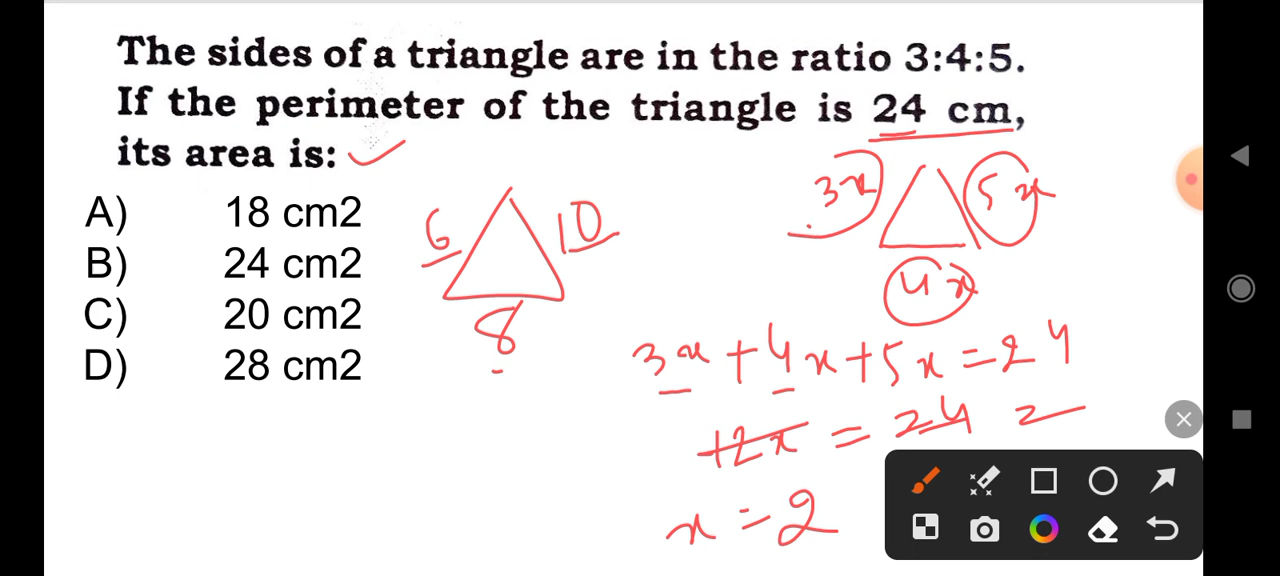 The sides of a triangle are in the ratio 3:4:5.
If the perimeter of the triangle is 24 cm,
its area is:
A) 18 cm2
B) 24 cm2
C) 20 cm2
D) 28 cm2
6
10
8
3x
5x
4x
3x + 4x + 5x = 24
12x = 24 2
x = 2